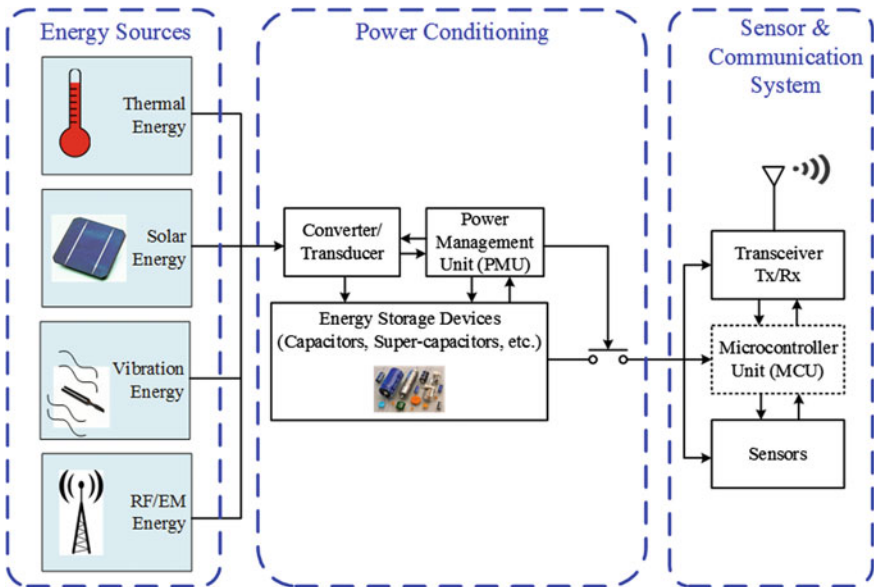 Energy Sources
Thermal
Energy
Solar
Energy
Vibration
Energy
RF/EM
Energy
Power Conditioning
Converter/
Transducer
Power
Management
Unit (PMU)
Energy Storage Devices
(Capacitors, Super-capacitors, etc.)
Sensor &
Communication
System
Transceiver
Tx/Rx
Microcontroller
Unit (MCU)
Sensors